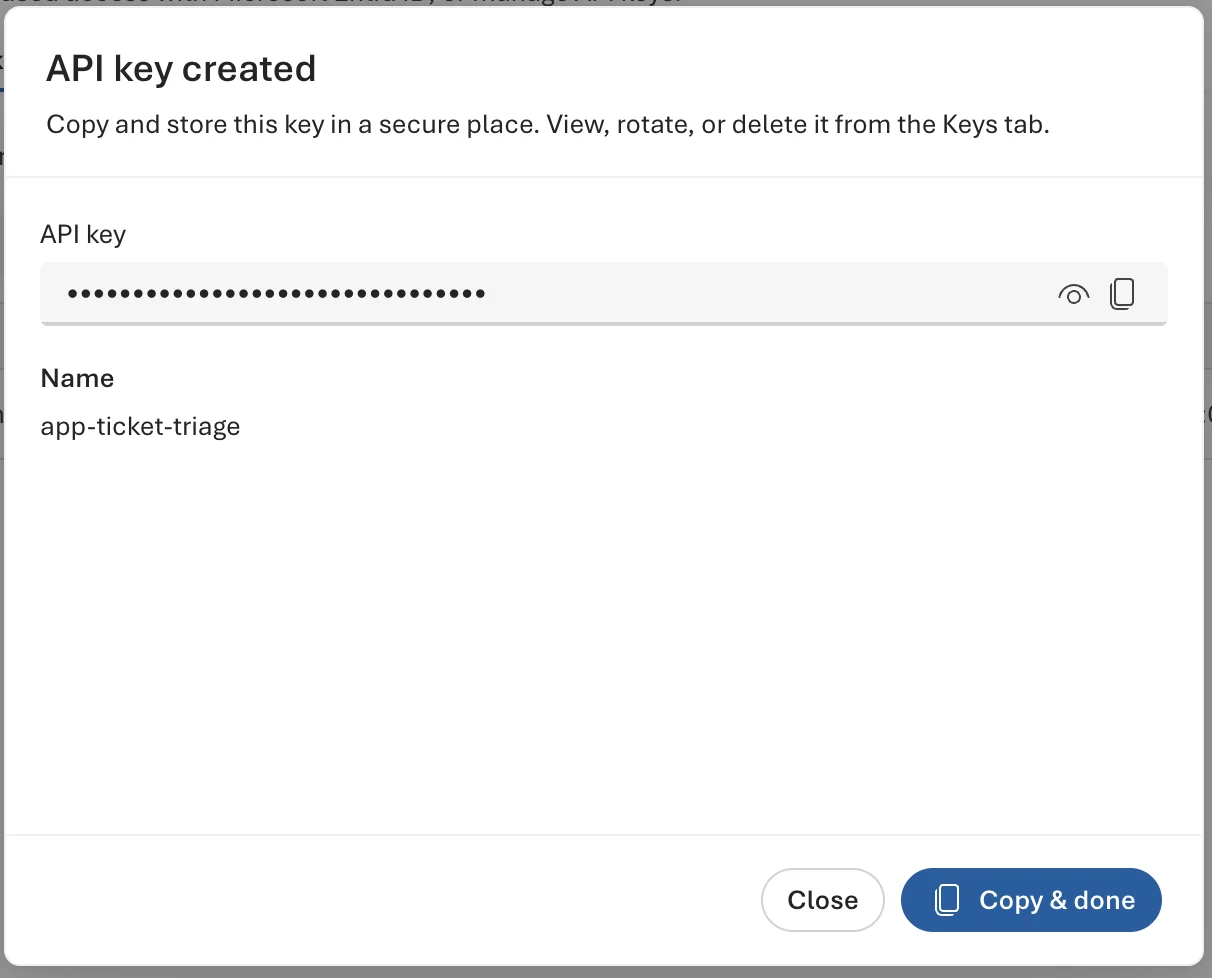 API key created
Copy and store this key in a secure place. View, rotate, or delete it from the Keys tab.
API key
••••••••••••••••••••••••••••••••
Name
app-ticket-triage
Close
Copy & done